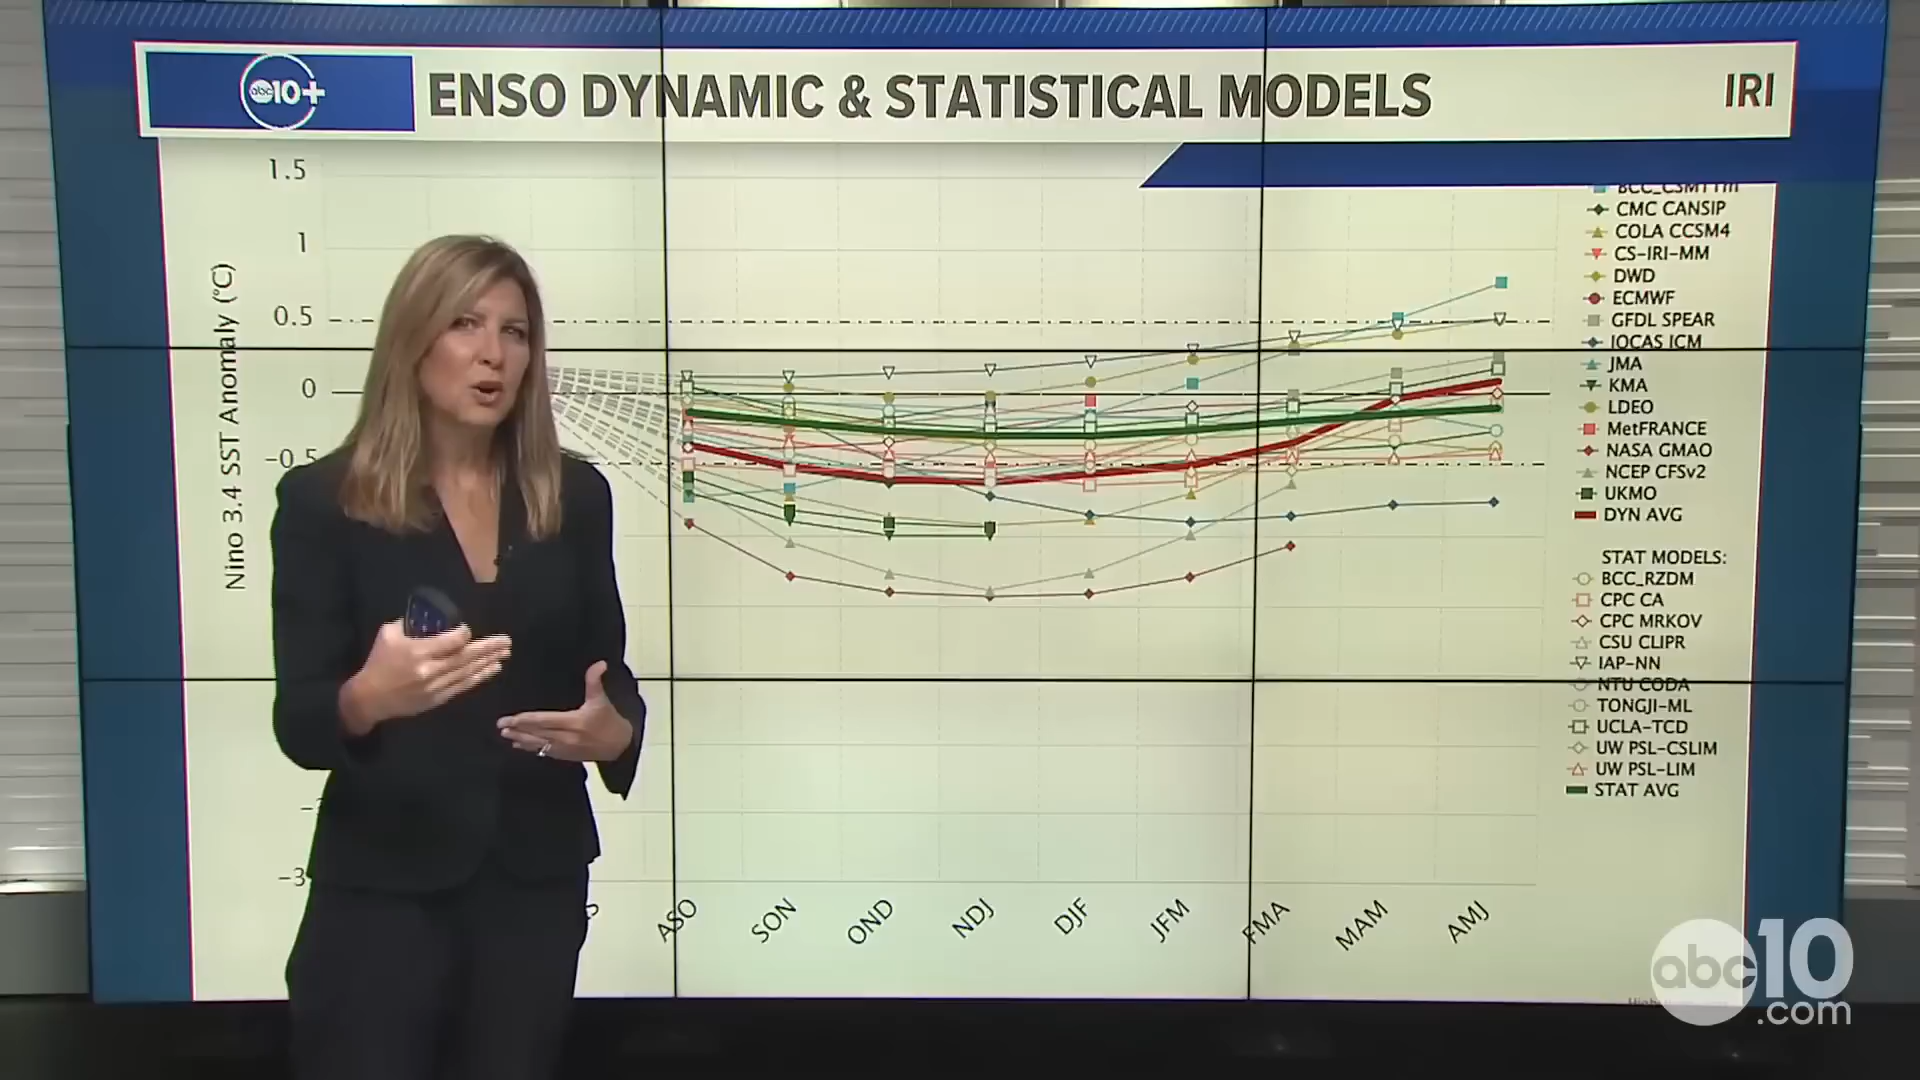 abc10+
ENSO DYNAMIC & STATISTICAL MODELS
IRI
1.5
1
0.5
0
-0.5
-3
Nino 3.4 SST Anomaly (°C)
ASO
SON
OND
NDJ
DJF
JFM
FMA
MAM
AMJ
CMC CANSIP
COLA CCSM4
CS-IRI-MM
DWD
ECMWF
GFDL SPEAR
IOCAS ICM
JMA
KMA
LDEO
MetFRANCE
NASA GMAO
NCEP CFSv2
UKMO
DYN AVG
STAT MODELS:
BCC_RZDM
CPC CA
CPC MRKOV
CSU CLIPR
IAP-NN
NTU CODA
TONGJI-ML
UCLA-TCD
UW PSL-CSLIM
UW PSL-LIM
STAT AVG
abc10
.com